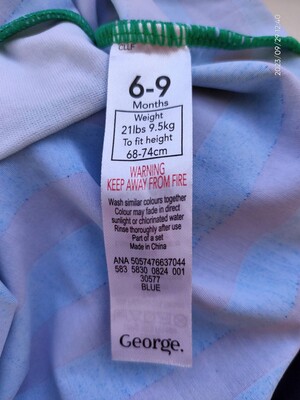 CLLF
6-9
Months
Weight
21lbs 9.5kg
To fit height
68-74cm
WARNING
KEEP AWAY FROM FIRE
Wash similar colours together
Colour may fade in direct
sunlight or chlorinated water
Rinse thoroughly after use
Part of a set
Made in China
ANA 5057476637044
583 5830 0824 001
30577
BLUE
George.